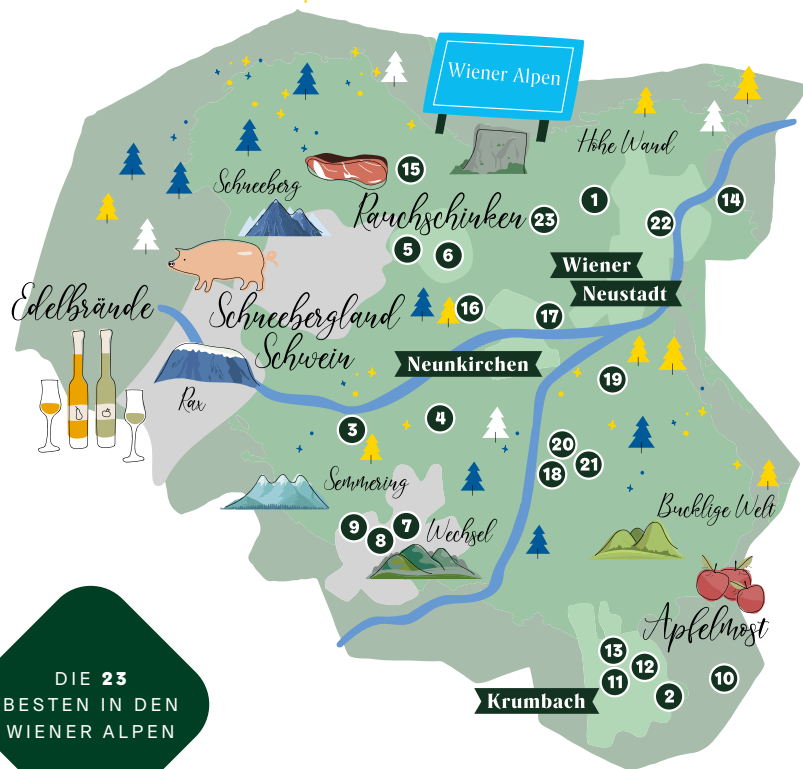 Wiener Alpen
Hohe Wand
15
Schneeberg
1
14
Rauchschinken
23
22
5
6
Wiener
Neustadt
Edelbrände
Schneebergland
Schwein
16
17
Neunkirchen
Rax
19
3
4
20
21
18
Semmering
9
8
7
Wechsel
Bucklige Welt
Apfelmost
13
12
11
2
10
Krumbach
DIE 23
BESTEN IN DEN
WIENER ALPEN